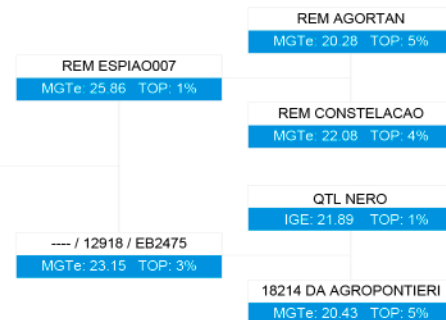 REM AGORTAN
MGTe: 20.28 TOP: 5%
REM ESPIAO007
MGTe: 25.86 TOP: 1%
REM CONSTELACAO
MGTe: 22.08 TOP: 4%
QTL NERO
IGE: 21.89 TOP: 1%
---- / 12918 / EB2475
MGTe: 23.15 TOP: 3%
18214 DA AGROPONTIERI
MGTe: 20.43 TOP: 5%